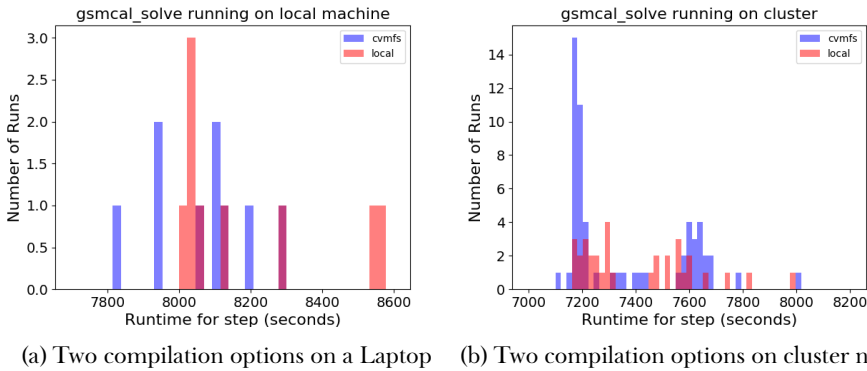 gsmcal_solve running on local machine
3.0
2.5
2.0
1.5
1.0
0.5
0.0
Number of Runs
cvmfs
local
7800 8000 8200 8400 8600
Runtime for step (seconds)
(a) Two compilation options on a Laptop
gsmcal_solve running on cluster
14
12
10
8
6
4
2
0
Number of Runs
cvmfs
local
7000 7200 7400 7600 7800 8000 8200
Runtime for step (seconds)
(b) Two compilation options on cluster n